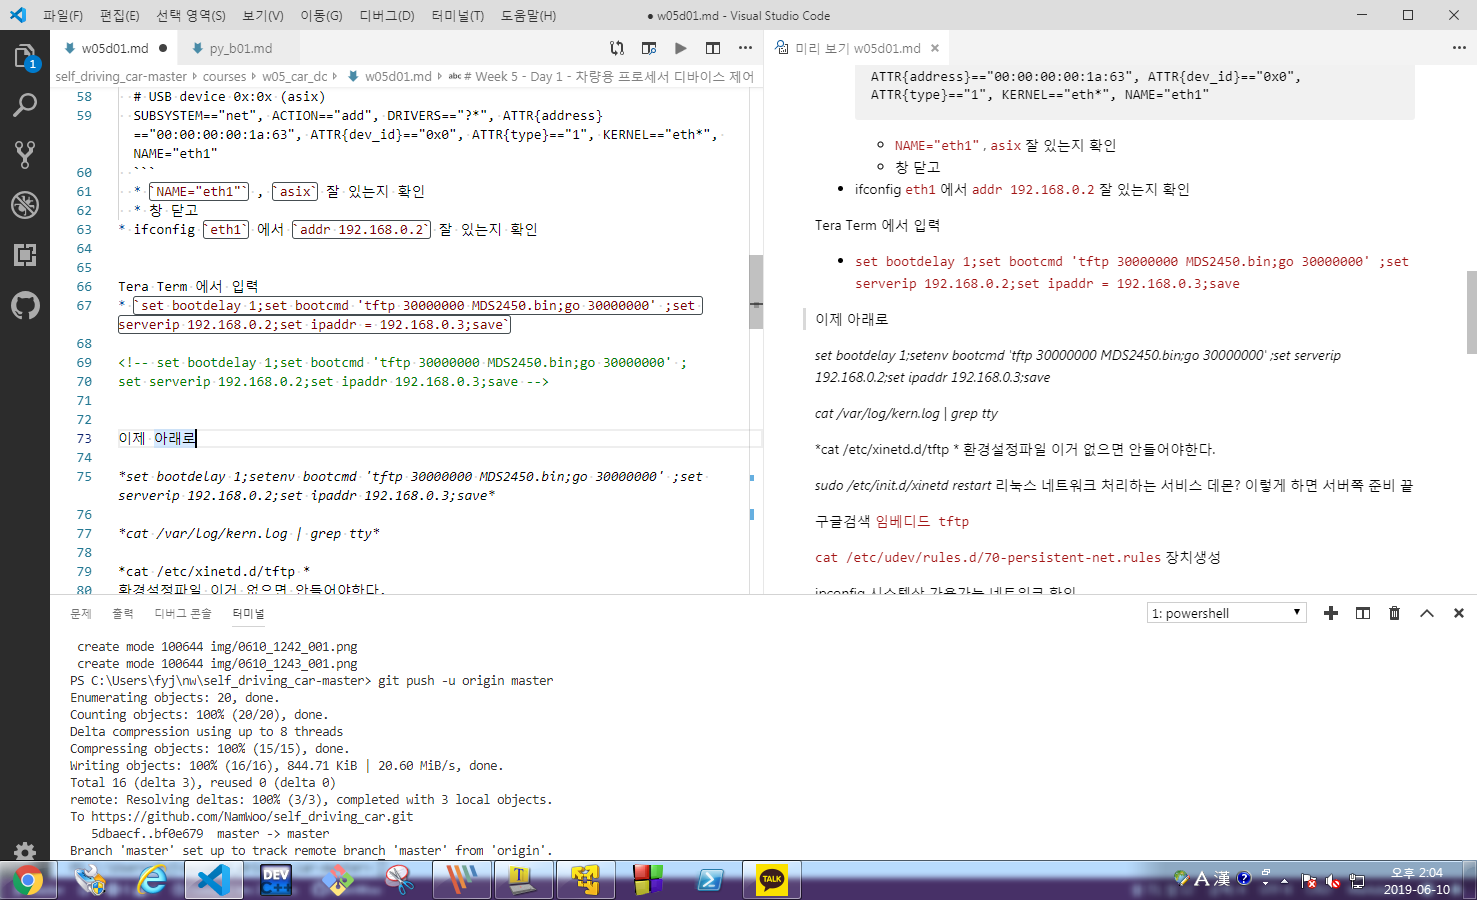 파일(F) 편집(E) 선택 영역(S) 보기(V) 이동(G) 디버그(D) 터미널(T) 도움말(H)
● w05d01.md - Visual Studio Code
w05d01.md ●
py_b01.md
self_driving_car-master > courses > w05_car_dc > w05d01.md > abc # Week 5 - Day 1 - 차량용 프로세서 디바이스 제어
58 # USB device 0x:0x (asix)
59 SUBSYSTEM=="net", ACTION=="add", DRIVERS=="?*", ATTR{address}
=="00:00:00:00:1a:63", ATTR{dev_id}=="0x0", ATTR{type}=="1", KERNEL=="eth*",
NAME="eth1"
60 ```
61 * `NAME="eth1"` , `asix` 잘 있는지 확인
62 * 창 닫고
63 * ifconfig `eth1` 에서 `addr 192.168.0.2` 잘 있는지 확인
64
65
66 Tera Term 에서 입력
67 * `set bootdelay 1;set bootcmd 'tftp 30000000 MDS2450.bin;go 30000000' ;set
serverip 192.168.0.2;set ipaddr = 192.168.0.3;save`
68
69 <!-- set bootdelay 1;set bootcmd 'tftp 30000000 MDS2450.bin;go 30000000' ;
70 set serverip 192.168.0.2;set ipaddr 192.168.0.3;save -->
71
72
73 이제 아래로
74
75 *set bootdelay 1;setenv bootcmd 'tftp 30000000 MDS2450.bin;go 30000000' ;set
serverip 192.168.0.2;set ipaddr 192.168.0.3;save*
76
77 *cat /var/log/kern.log | grep tty*
78
79 *cat /etc/xinetd.d/tftp *
80 환경설정파일 이거 없으면 안들어야한다.
미리 보기 w05d01.md ×
ATTR{address}=="00:00:00:00:1a:63", ATTR{dev_id}=="0x0",
ATTR{type}=="1", KERNEL=="eth*", NAME="eth1"
NAME="eth1" , asix 잘 있는지 확인
창 닫고
ifconfig eth1 에서 addr 192.168.0.2 잘 있는지 확인
Tera Term 에서 입력
set bootdelay 1;set bootcmd 'tftp 30000000 MDS2450.bin;go 30000000' ;set
serverip 192.168.0.2;set ipaddr = 192.168.0.3;save
이제 아래로
set bootdelay 1;setenv bootcmd 'tftp 30000000 MDS2450.bin;go 30000000' ;set serverip
192.168.0.2;set ipaddr 192.168.0.3;save
cat /var/log/kern.log | grep tty
*cat /etc/xinetd.d/tftp * 환경설정파일 이거 없으면 안들어야한다.
sudo /etc/init.d/xinetd restart 리눅스 네트워크 처리하는 서비스 데몬? 이렇게 하면 서버쪽 준비 끝
구글검색 임베디드 tftp
cat /etc/udev/rules.d/70-persistent-net.rules 장치생성
ipconfig 시스템상 가용가능 네트워크 확인
문제 출력 디버그 콘솔 터미널
1: powershell
create mode 100644 img/0610_1242_001.png
create mode 100644 img/0610_1243_001.png
PS C:\Users\fyj\nw\self_driving_car-master> git push -u origin master
Enumerating objects: 20, done.
Counting objects: 100% (20/20), done.
Delta compression using up to 8 threads
Compressing objects: 100% (15/15), done.
Writing objects: 100% (16/16), 844.71 KiB | 20.60 MiB/s, done.
Total 16 (delta 3), reused 0 (delta 0)
remote: Resolving deltas: 100% (3/3), completed with 3 local objects.
To https://github.com/NamWoo/self_driving_car.git
5dbaecf..bf0e679 master -> master
Branch 'master' set up to track remote branch 'master' from 'origin'.
1
DEV
C++
T
TALK
A 漢
오후 2:04
2019-06-10